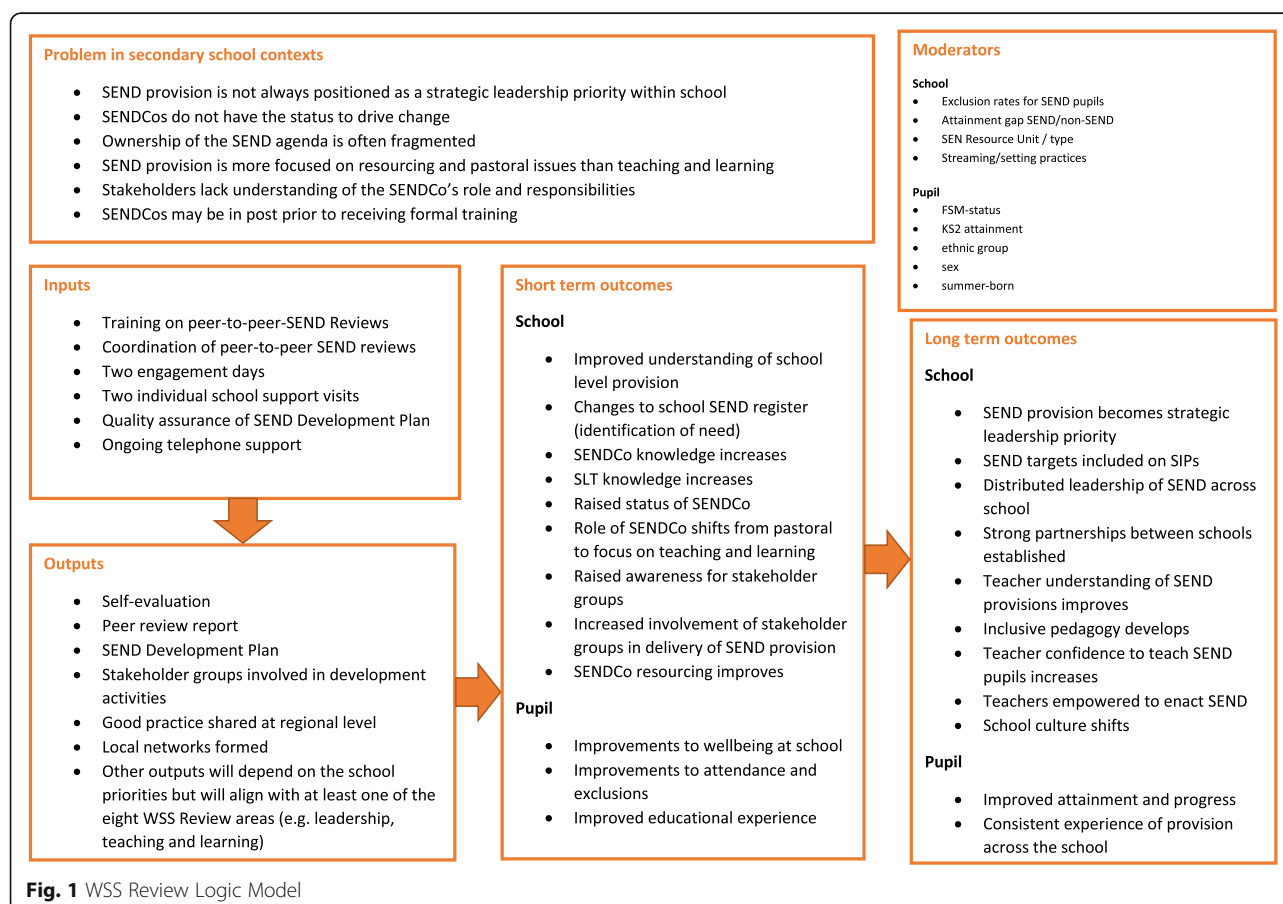 Problem in secondary school contexts
• SEND provision is not always positioned as a strategic leadership priority within school
• SENDCos do not have the status to drive change
• Ownership of the SEND agenda is often fragmented
• SEND provision is more focused on resourcing and pastoral issues than teaching and learning
• Stakeholders lack understanding of the SENDCo’s role and responsibilities
• SENDCos may be in post prior to receiving formal training
Moderators
School
• Exclusion rates for SEND pupils
• Attainment gap SEND/non-SEND
• SEN Resource Unit / type
• Streaming/setting practices
Pupil
• FSM-status
• KS2 attainment
• ethnic group
• sex
• summer-born
Inputs
• Training on peer-to-peer-SEND Reviews
• Coordination of peer-to-peer SEND reviews
• Two engagement days
• Two individual school support visits
• Quality assurance of SEND Development Plan
• Ongoing telephone support
Outputs
• Self-evaluation
• Peer review report
• SEND Development Plan
• Stakeholder groups involved in development
activities
• Good practice shared at regional level
• Local networks formed
• Other outputs will depend on the school
priorities but will align with at least one of the
eight WSS Review areas (e.g. leadership,
teaching and learning)
Short term outcomes
School
• Improved understanding of school
level provision
• Changes to school SEND register
(identification of need)
• SENDCo knowledge increases
• SLT knowledge increases
• Raised status of SENDCo
• Role of SENDCo shifts from pastoral
to focus on teaching and learning
• Raised awareness for stakeholder
groups
• Increased involvement of stakeholder
groups in delivery of SEND provision
• SENDCo resourcing improves
Pupil
• Improvements to wellbeing at school
• Improvements to attendance and
exclusions
• Improved educational experience
Long term outcomes
School
• SEND provision becomes strategic
leadership priority
• SEND targets included on SIPs
• Distributed leadership of SEND across
school
• Strong partnerships between schools
established
• Teacher understanding of SEND
provisions improves
• Inclusive pedagogy develops
• Teacher confidence to teach SEND
pupils increases
• Teachers empowered to enact SEND
• School culture shifts
Pupil
• Improved attainment and progress
• Consistent experience of provision
across the school
Fig. 1 WSS Review Logic Model